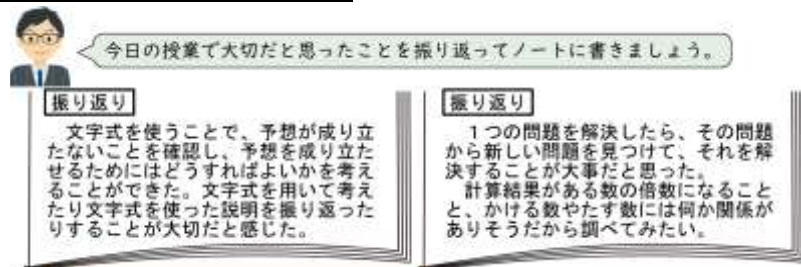 今日の授業で大切だと思ったことを振り返ってノートに書きましょう。
振り返り
文字式を使うことで、予想が成り立
たないことを確認し、予想を成り立た
せるためにはどうすればよいかを考え
ることができた。文字式を用いて考え
たり文字式を使った説明を振り返った
りすることが大切だと感じた。
振り返り
1つの問題を解決したら、その問題
から新しい問題を見つけて、それを解
決することが大事だと思った。
計算結果がある数の倍数になること
と、かける数やたす数には何か関係が
ありそうだから調べてみたい。